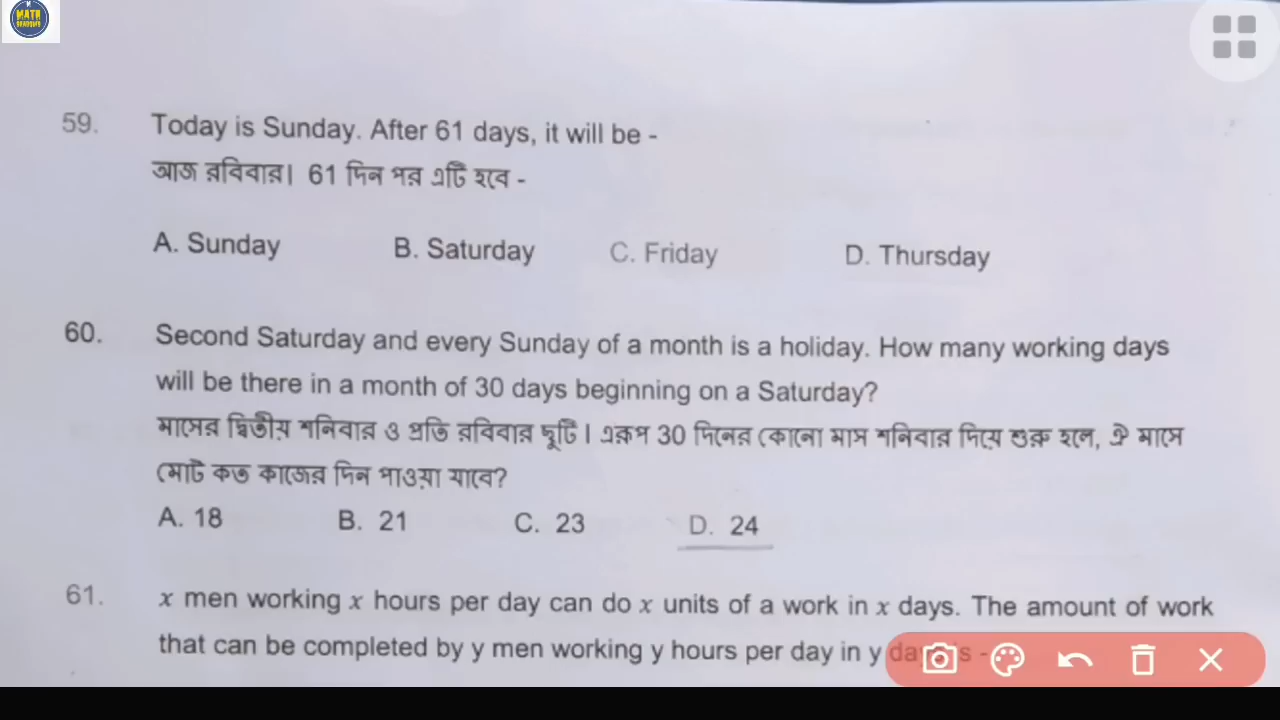 MATH
59. Today is Sunday. After 61 days, it will be -
আজ রবিবার। 61 দিন পর এটি হবে -
A. Sunday B. Saturday C. Friday D. Thursday
60. Second Saturday and every Sunday of a month is a holiday. How many working days
will be there in a month of 30 days beginning on a Saturday?
মাসের দ্বিতীয় শনিবার ও প্রতি রবিবার ছুটি। এরূপ 30 দিনের কোনো মাস শনিবার দিয়ে শুরু হলে, ঐ মাসে
মোট কত কাজের দিন পাওয়া যাবে?
A. 18 B. 21 C. 23 D. 24
61. x men working x hours per day can do x units of a work in x days. The amount of work
that can be completed by y men working y hours per day in y -